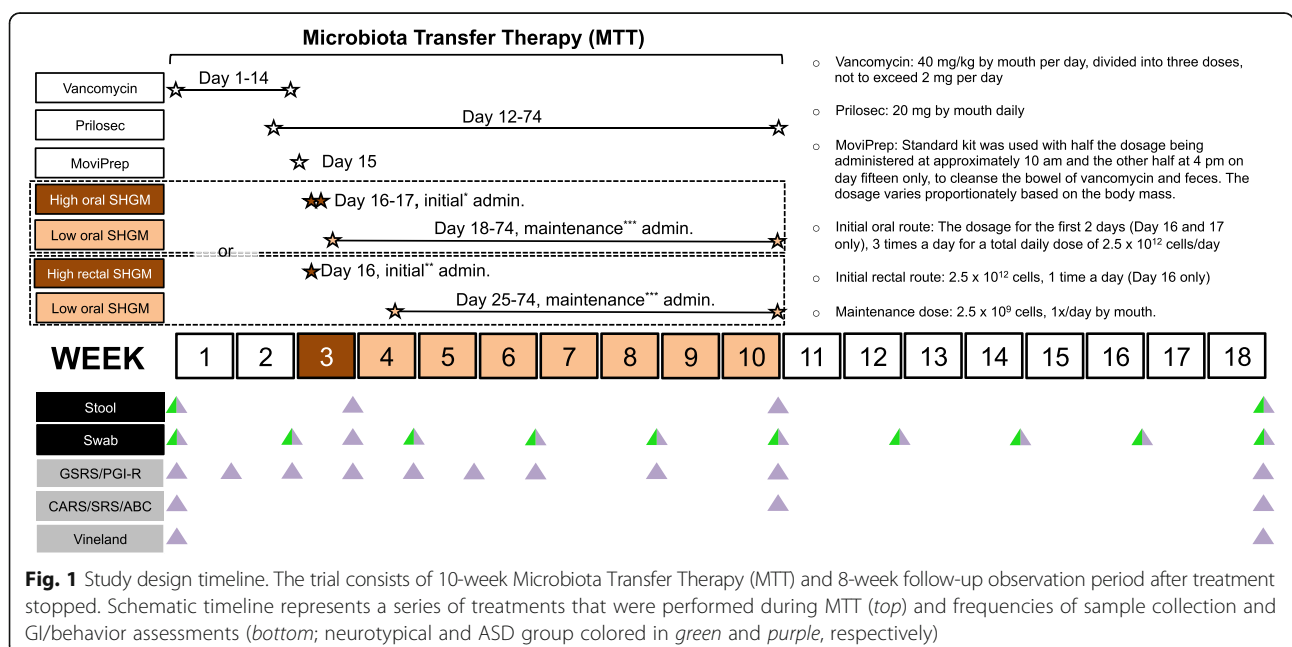 Microbiota Transfer Therapy (MTT)
Vancomycin
Day 1-14
Prilosec
Day 12-74
MoviPrep
Day 15
High oral SHGM
Day 16-17, initial* admin.
Low oral SHGM
Day 18-74, maintenance*** admin.
or
High rectal SHGM
Day 16, initial** admin.
Low oral SHGM
Day 25-74, maintenance*** admin.
○ Vancomycin: 40 mg/kg by mouth per day, divided into three doses,
not to exceed 2 mg per day
○ Prilosec: 20 mg by mouth daily
○ MoviPrep: Standard kit was used with half the dosage being
administered at approximately 10 am and the other half at 4 pm on
day fifteen only, to cleanse the bowel of vancomycin and feces. The
dosage varies proportionately based on the body mass.
○ Initial oral route: The dosage for the first 2 days (Day 16 and 17
only), 3 times a day for a total daily dose of 2.5 x 10¹² cells/day
○ Initial rectal route: 2.5 x 10¹² cells, 1 time a day (Day 16 only)
○ Maintenance dose: 2.5 x 10⁹ cells, 1x/day by mouth.
WEEK 1 2 3 4 5 6 7 8 9 10 11 12 13 14 15 16 17 18
Stool
Swab
GSRS/PGI-R
CARS/SRS/ABC
Vineland
Fig. 1 Study design timeline. The trial consists of 10-week Microbiota Transfer Therapy (MTT) and 8-week follow-up observation period after treatment
stopped. Schematic timeline represents a series of treatments that were performed during MTT (top) and frequencies of sample collection and
GI/behavior assessments (bottom; neurotypical and ASD group colored in green and purple, respectively)